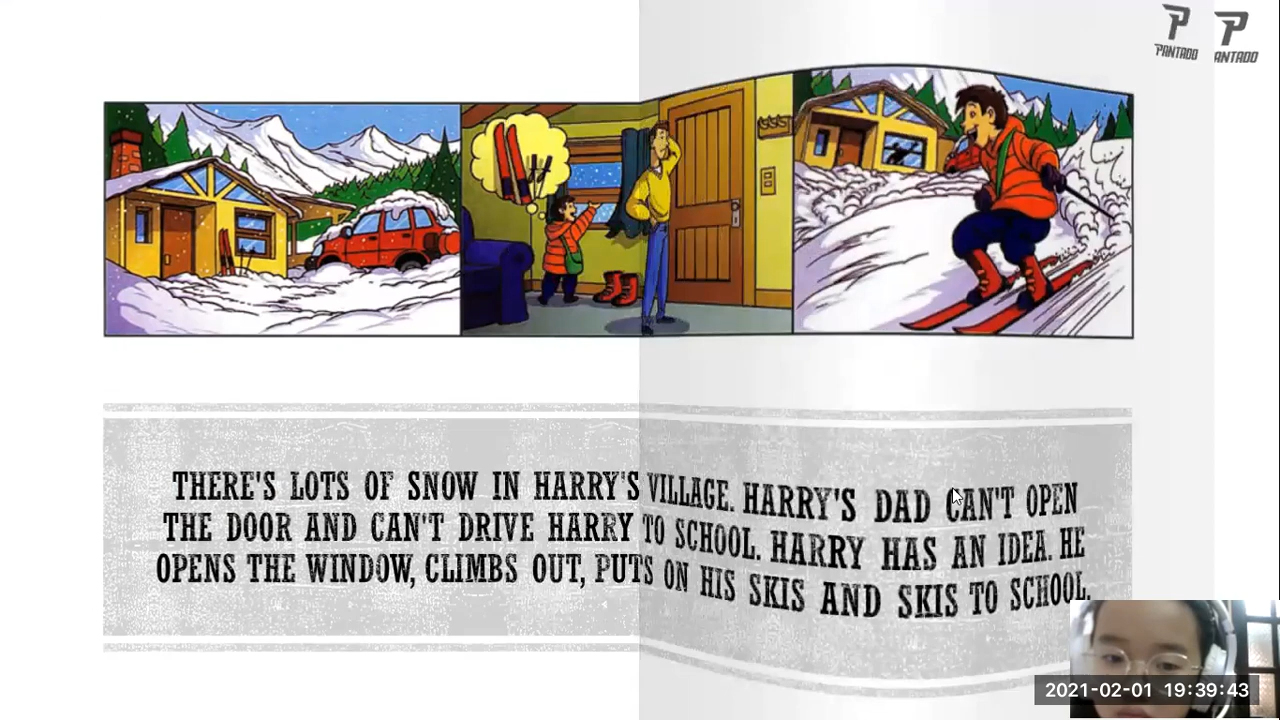 PANTADO
PANTADO
THERE'S LOTS OF SNOW IN HARRY'S VILLAGE. HARRY'S DAD CAN'T OPEN
THE DOOR AND CAN'T DRIVE HARRY TO SCHOOL. HARRY HAS AN IDEA. HE
OPENS THE WINDOW, CLIMBS OUT, PUTS ON HIS SKIS AND SKIS TO SCHOOL.
2021-02-01 19:39:43